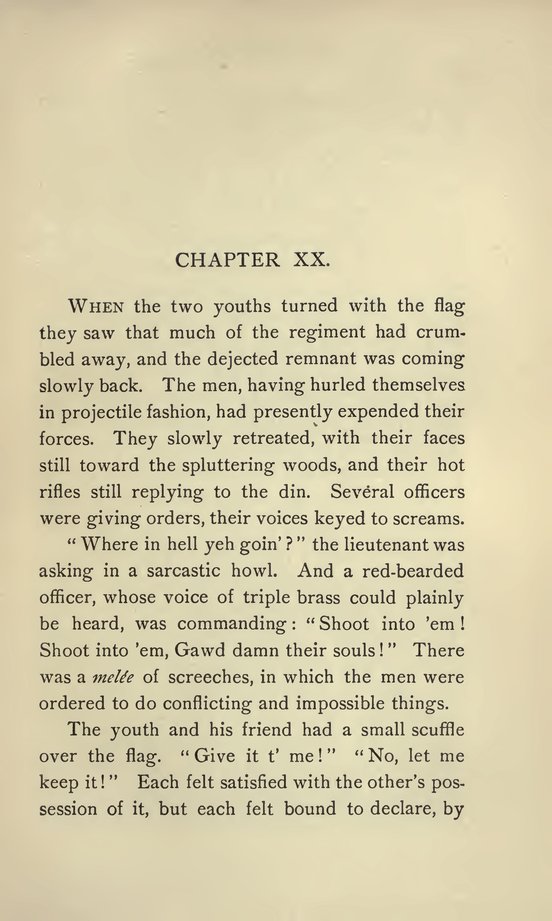 CHAPTER XX.
WHEN the two youths turned with the flag
they saw that much of the regiment had crum-
bled away, and the dejected remnant was coming
slowly back. The men, having hurled themselves
in projectile fashion, had presently expended their
forces. They slowly retreated, with their faces
still toward the spluttering woods, and their hot
rifles still replying to the din. Several officers
were giving orders, their voices keyed to screams.
"Where in hell yeh goin'?" the lieutenant was
asking in a sarcastic howl. And a red-bearded
officer, whose voice of triple brass could plainly
be heard, was commanding: "Shoot into 'em!
Shoot into 'em, Gawd damn their souls!" There
was a melée of screeches, in which the men were
ordered to do conflicting and impossible things.
The youth and his friend had a small scuffle
over the flag. "Give it t' me!" "No, let me
keep it!" Each felt satisfied with the other's pos-
session of it, but each felt bound to declare, by